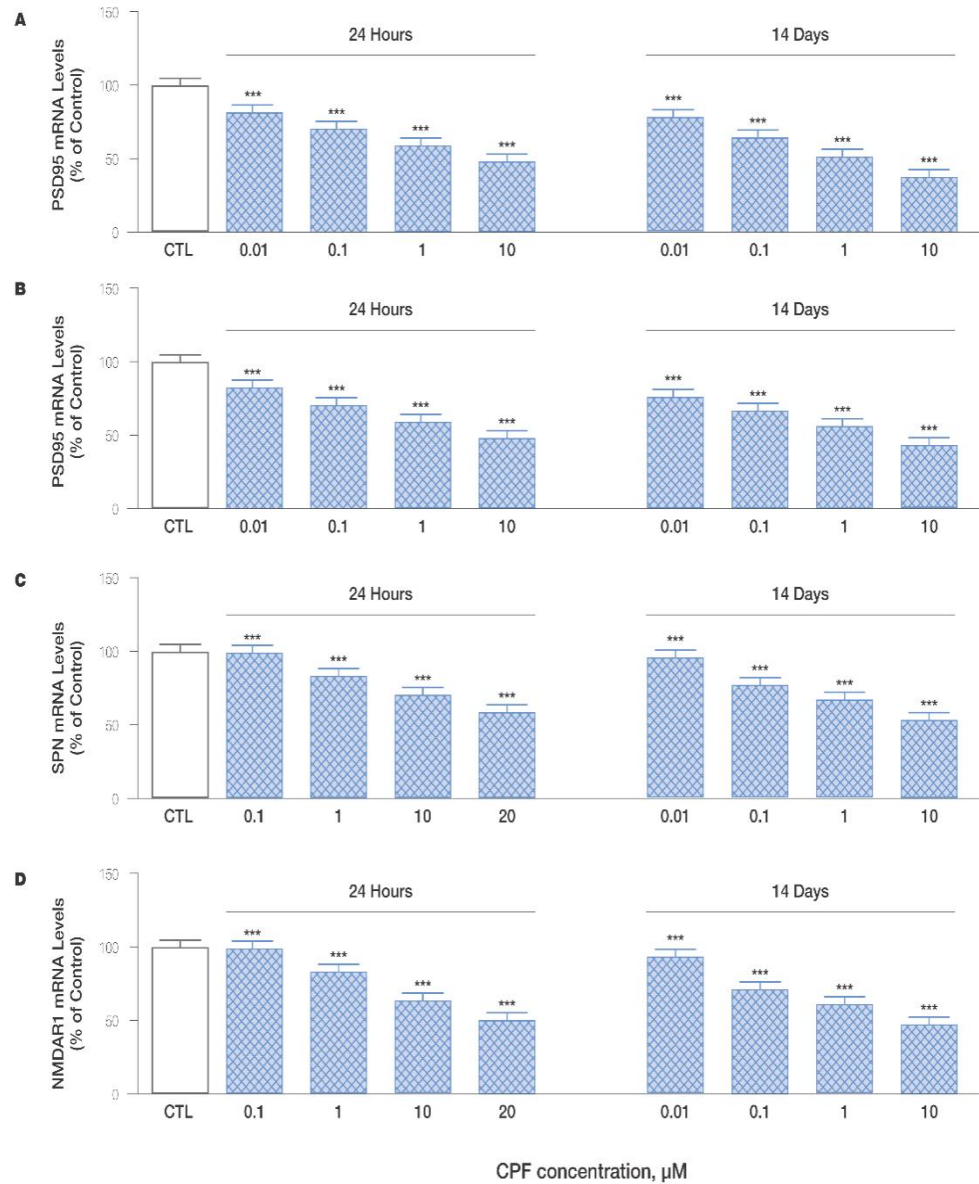 A
PSD95 mRNA Levels
(% of Control)
150
100
50
0
24 Hours
14 Days
*** *** *** *** *** *** *** ***
CTL 0.01 0.1 1 10 0.01 0.1 1 10
B
PSD95 mRNA Levels
(% of Control)
150
100
50
0
24 Hours
14 Days
*** *** *** *** *** *** *** ***
CTL 0.01 0.1 1 10 0.01 0.1 1 10
C
SPN mRNA Levels
(% of Control)
150
100
50
0
24 Hours
14 Days
*** *** *** *** *** *** *** ***
CTL 0.1 1 10 20 0.01 0.1 1 10
D
NMDAR1 mRNA Levels
(% of Control)
150
100
50
0
24 Hours
14 Days
*** *** *** *** *** *** *** ***
CTL 0.1 1 10 20 0.01 0.1 1 10
CPF concentration, μM